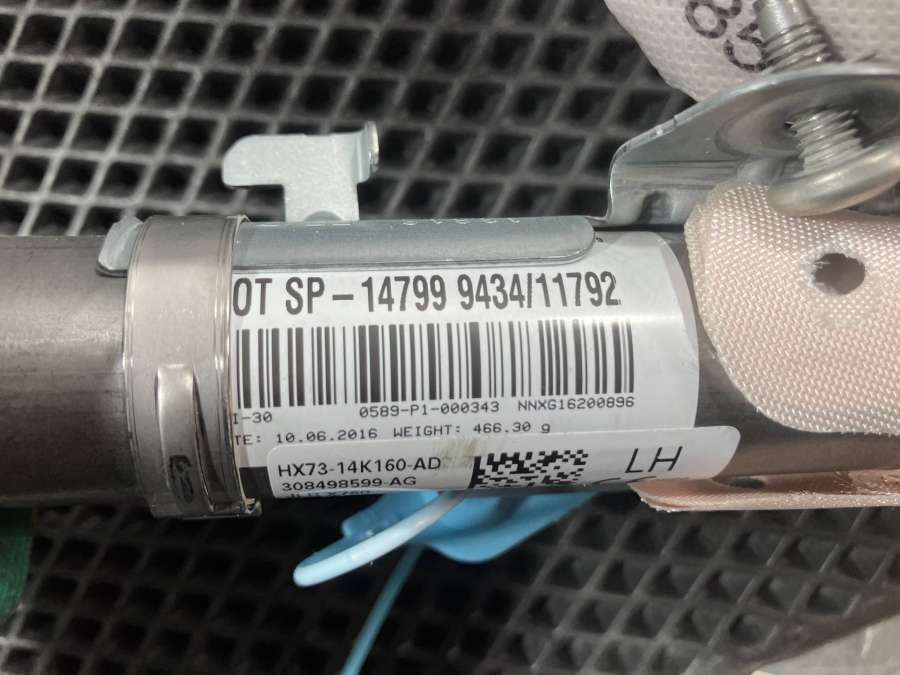 83
OT SP – 14799 9434/11792
I-30 0589-P1-000343 NNXG16200896
TE: 10.06.2016 WEIGHT: 466.30 g
HX73-14K160-AD LH
308498599-AG